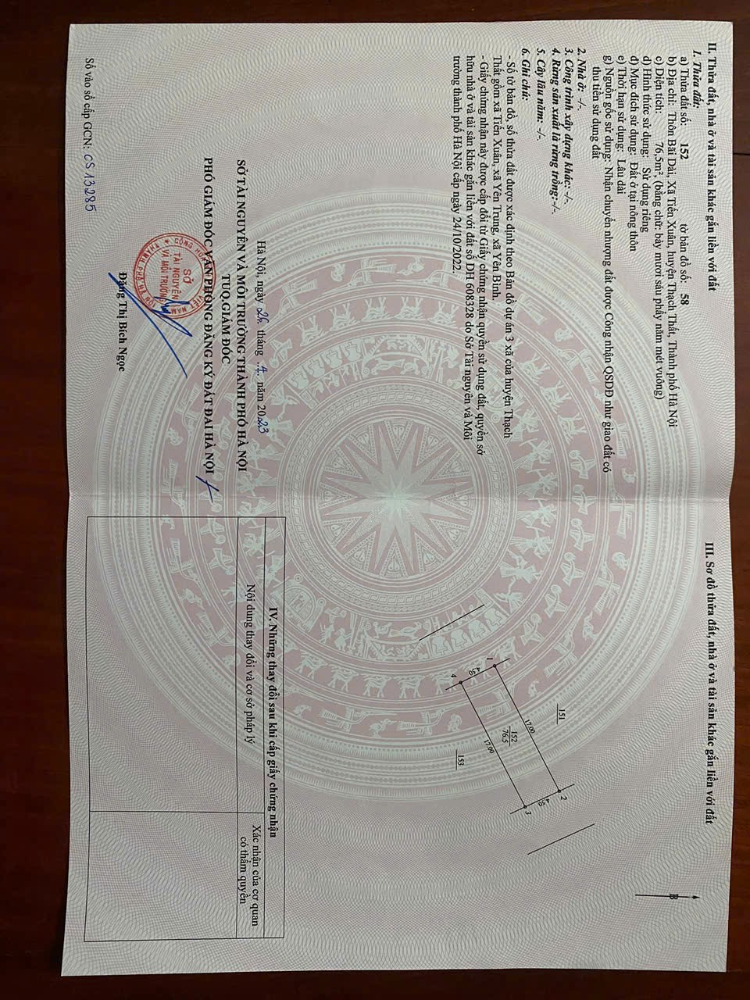 II. Thửa đất, nhà ở và tài sản khác gắn liền với đất
1. Thửa đất:
a) Thửa đất số: 152 tờ bản đồ số: 58
b) Địa chỉ: Thôn Bãi Dài, Xã Tiến Xuân, huyện Thạch Thất, Thành phố Hà Nội
c) Diện tích: 76,5m², (bằng chữ: bảy mươi sáu phẩy năm mét vuông)
d) Hình thức sử dụng: Sử dụng riêng
đ) Mục đích sử dụng: Đất ở tại nông thôn
e) Thời hạn sử dụng: Lâu dài
g) Nguồn gốc sử dụng: Nhận chuyển nhượng đất được Công nhận QSDĐ như giao đất có
thu tiền sử dụng đất
2. Nhà ở: -/-.
3. Công trình xây dựng khác: -/-.
4. Rừng sản xuất là rừng trồng:-/-.
5. Cây lâu năm: -/-.
6. Ghi chú:
- Số tờ bản đồ, số thửa đất được xác định theo Bản đồ dự án 3 xã của huyện Thạch
Thất gồm xã Tiến Xuân, xã Yên Trung, xã Yên Bình.
- Giấy chứng nhận này được cấp đổi từ Giấy chứng nhận quyền sử dụng đất, quyền sở
hữu nhà ở và tài sản khác gắn liền với đất số DH 608328 do Sở Tài nguyên và Môi
trường thành phố Hà Nội cấp ngày 24/10/2022.
Hà Nội, ngày 26 tháng .4. năm 2023
SỞ TÀI NGUYÊN VÀ MÔI TRƯỜNG THÀNH PHỐ HÀ NỘI
TUQ.GIÁM ĐỐC
PHÓ GIÁM ĐỐC VĂN PHÒNG ĐĂNG KÝ ĐẤT ĐAI HÀ NỘI
SỞ
TÀI NGUYÊN
VÀ MÔI TRƯỜNG
Đặng Thị Bích Ngọc
Số vào sổ cấp GCN: CS 13285
III. Sơ đồ thửa đất, nhà ở và tài sản khác gắn liền với đất
B
151
1
2
17.00
4.50
152
76.5
4.50
17.00
4
3
153
IV. Những thay đổi sau khi cấp giấy chứng nhận
Nội dung thay đổi và cơ sở pháp lý
Xác nhận của cơ quan
có thẩm quyền